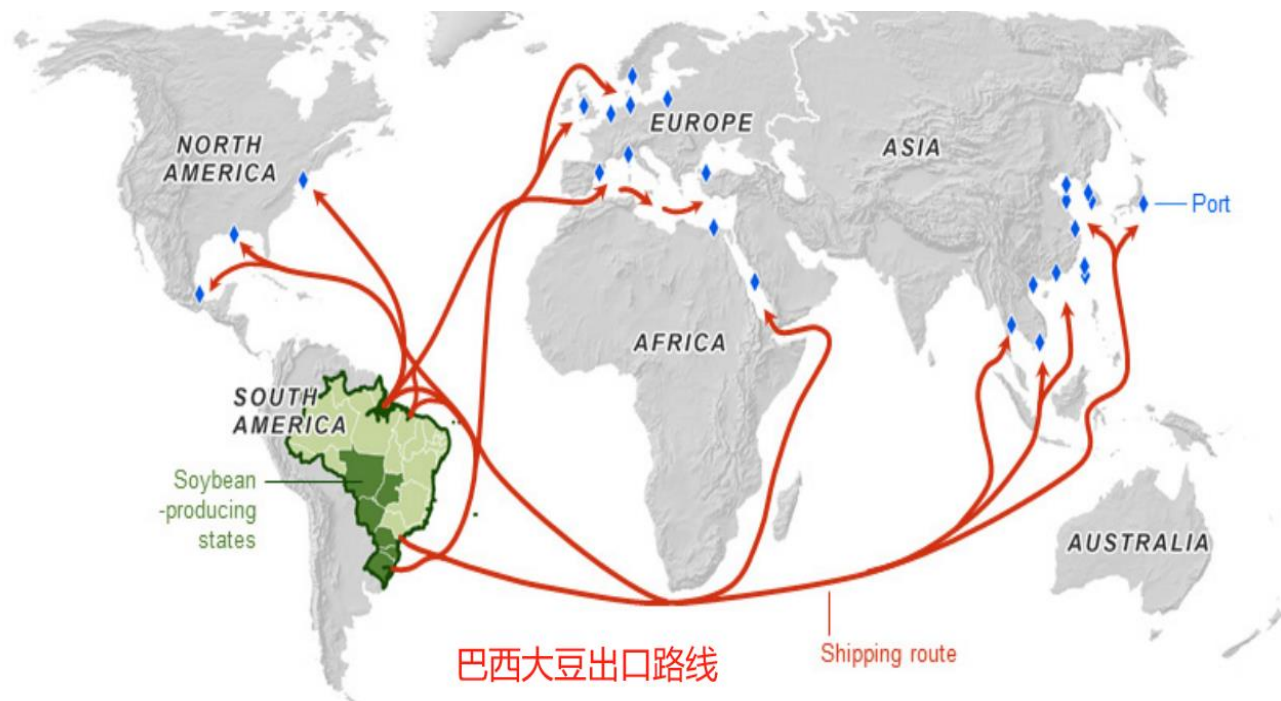 NORTH
AMERICA
EUROPE
ASIA
Port
AFRICA
SOUTH
AMERICA
Soybean
-producing
states
AUSTRALIA
巴西大豆出口路线
Shipping route